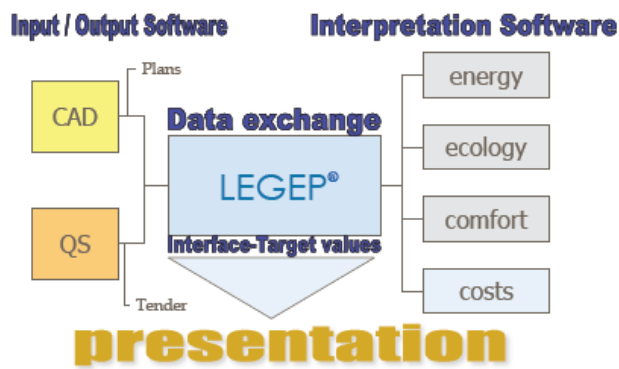 Input / Output Software
Interpretation Software
Plans
CAD
energy
Data exchange
ecology
LEGEP®
comfort
QS
Interface-Target values
costs
Tender
presentation